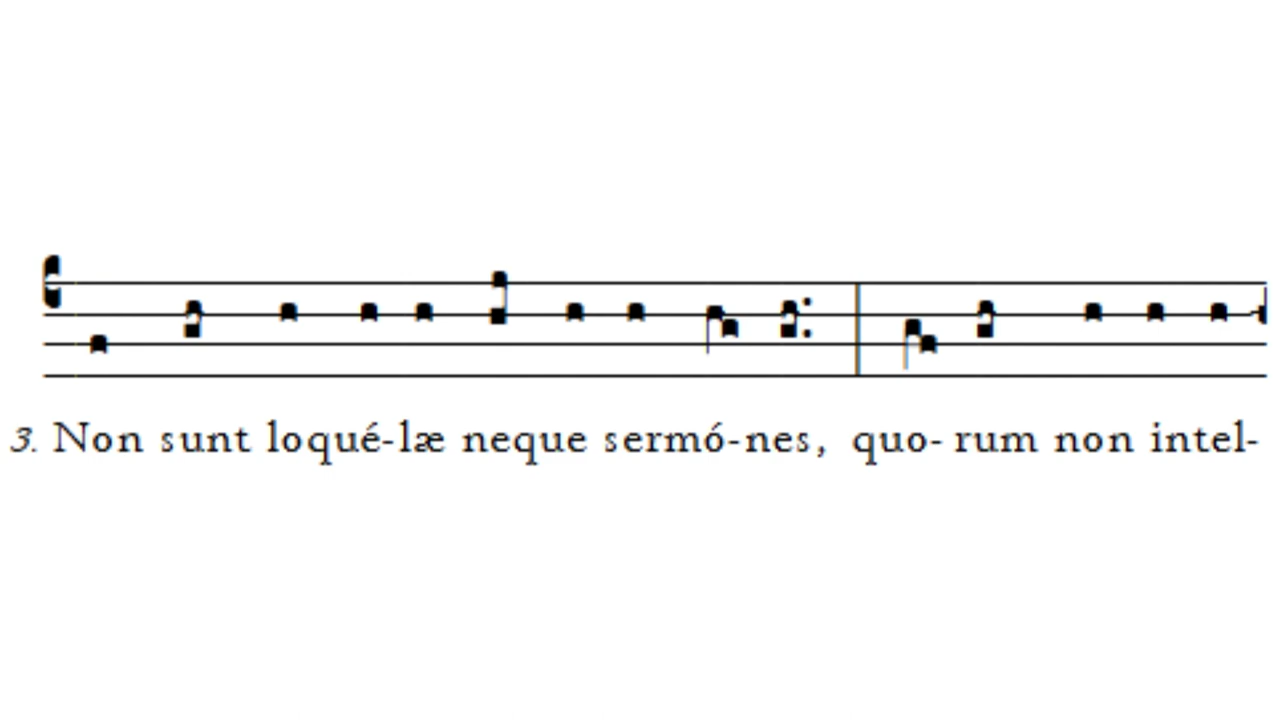 3. Non sunt loqué-læ neque sermó-nes, quo- rum non intel-